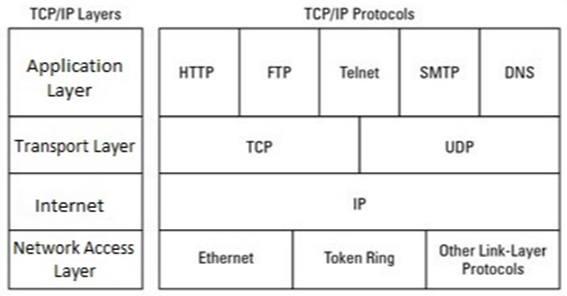 TCP/IP Layers
TCP/IP Protocols
Application
Layer
HTTP
FTP
Telnet
SMTP
DNS
Transport Layer
TCP
UDP
Internet
IP
Network Access
Layer
Ethernet
Token Ring
Other Link-Layer
Protocols